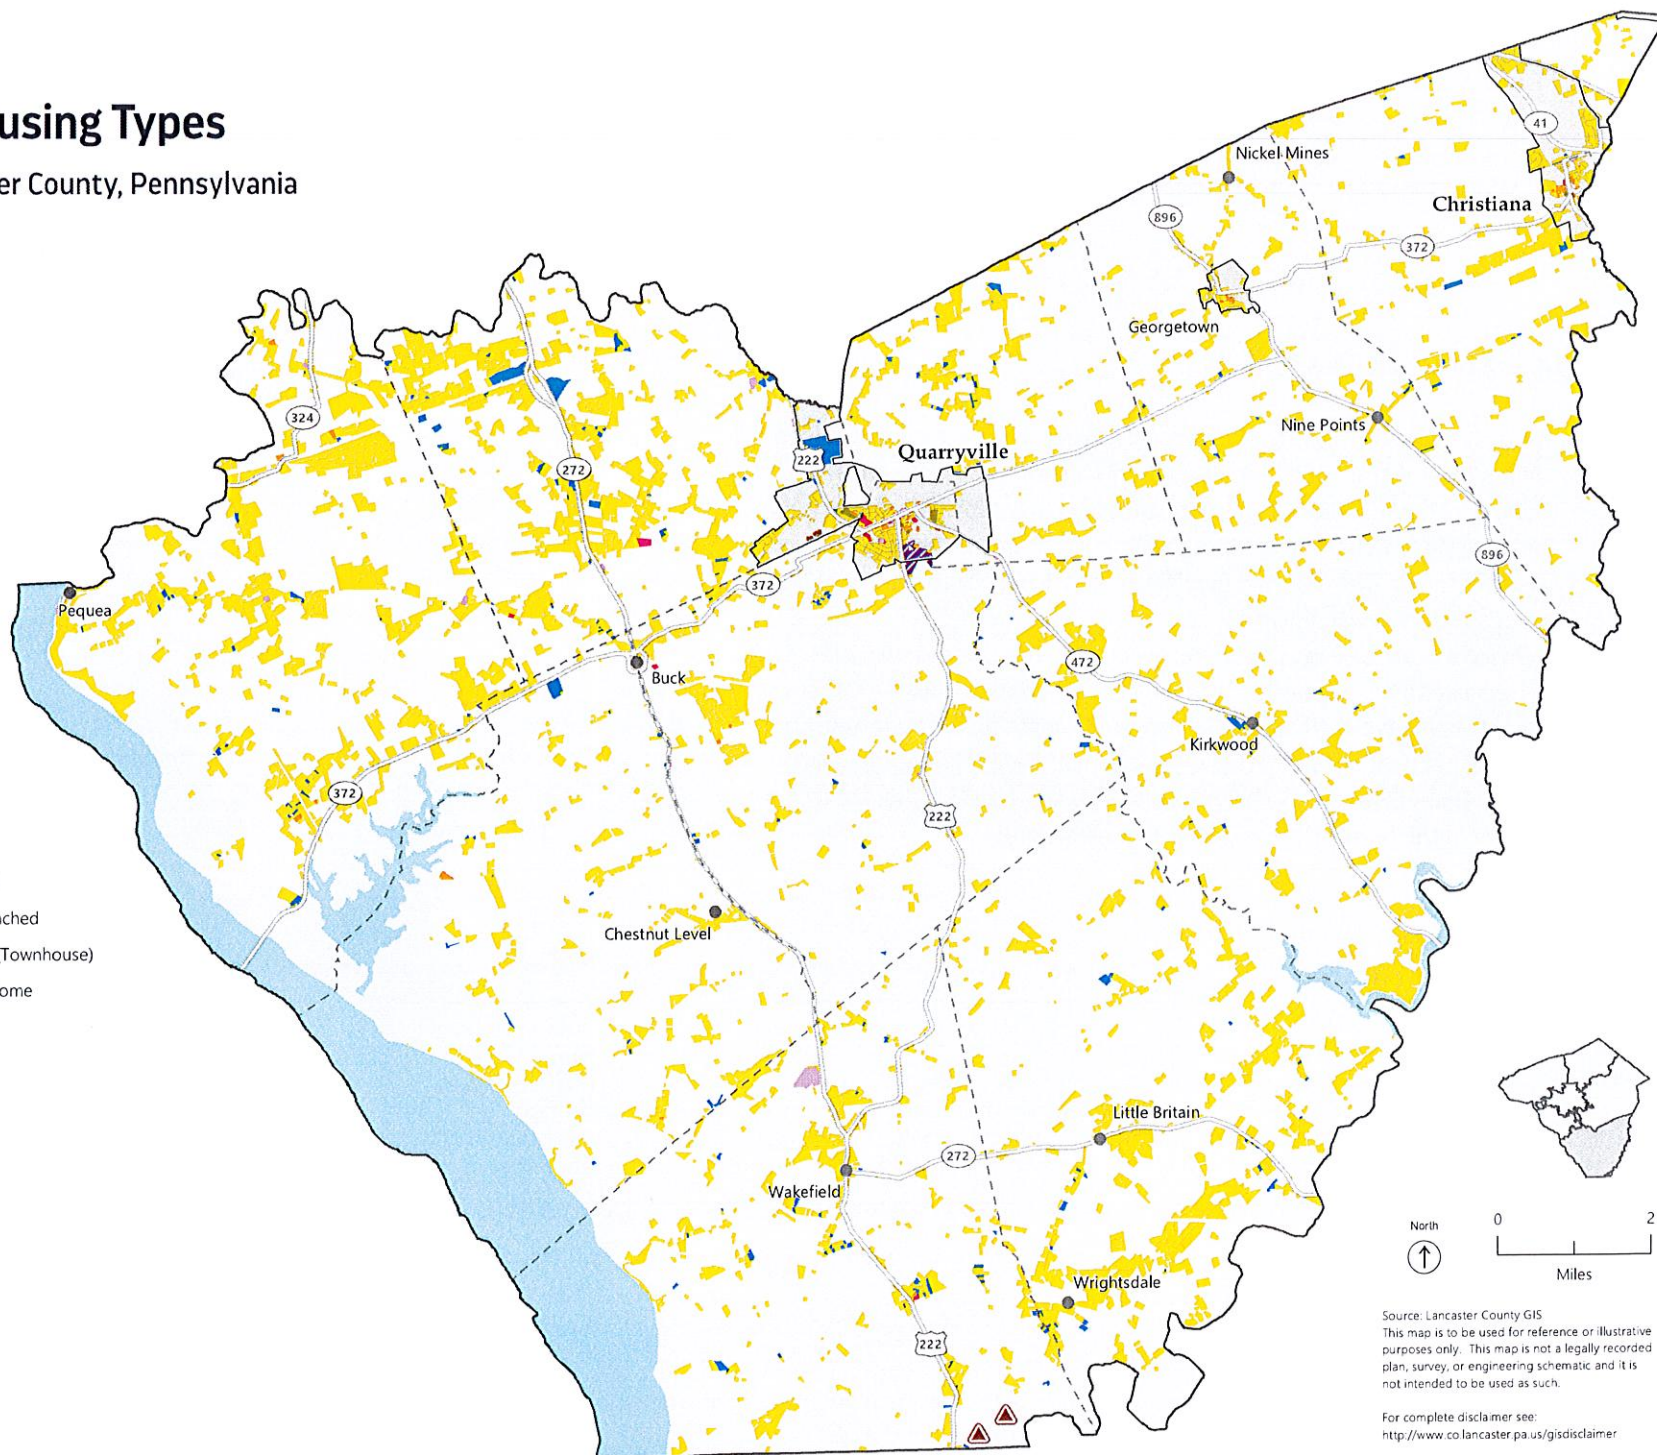 using Types
er County, Pennsylvania
Nickel Mines
41
Christiana
896
372
Georgetown
324
272
222
Quarryville
Nine Points
896
372
Pequea
472
Buck
Kirkwood
372
222
ached
Chestnut Level
(Townhouse)
ome
Little Britain
272
Wakefield
North
0 2
Miles
Wrightsdale
222
Source: Lancaster County GIS
This map is to be used for reference or illustrative
purposes only. This map is not a legally recorded
plan, survey, or engineering schematic and it is
not intended to be used as such.
For complete disclaimer see:
http://www.co.lancaster.pa.us/gisdisclaimer